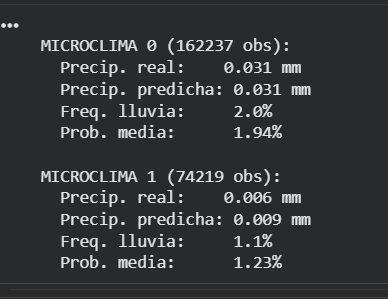 ...
MICROCLIMA 0 (162237 obs):
Precip. real: 0.031 mm
Precip. predicha: 0.031 mm
Freq. lluvia: 2.0%
Prob. media: 1.94%
MICROCLIMA 1 (74219 obs):
Precip. real: 0.006 mm
Precip. predicha: 0.009 mm
Freq. lluvia: 1.1%
Prob. media: 1.23%